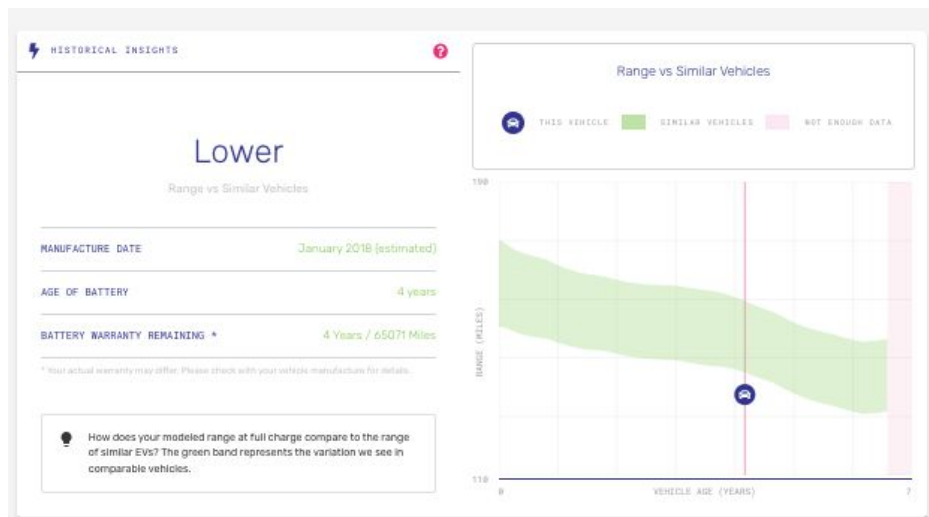 HISTORICAL INSIGHTS
?
Lower
Range vs Similar Vehicles
MANUFACTURE DATE January 2018 (estimated)
AGE OF BATTERY 4 years
BATTERY WARRANTY REMAINING * 4 Years / 65071 Miles
* Your actual warranty may differ. Please check with your vehicle manufacture for details.
How does your modeled range at full charge compare to the range
of similar EVs? The green band represents the variation we see in
comparable vehicles.
Range vs Similar Vehicles
THIS VEHICLE SIMILAR VEHICLES NOT ENOUGH DATA
190
RANGE (MILES)
110
0 VEHICLE AGE (YEARS) 7